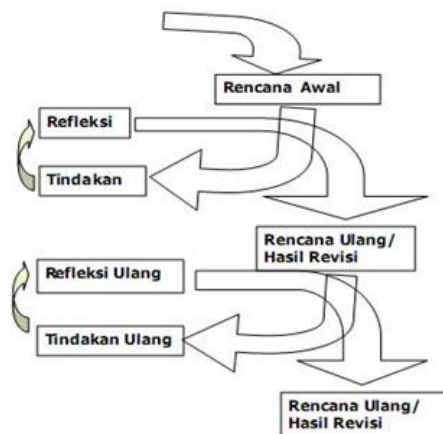 Rencana Awal
Refleksi
Tindakan
Rencana Ulang/
Hasil Revisi
Refleksi Ulang
Tindakan Ulang
Rencana Ulang/
Hasil Revisi